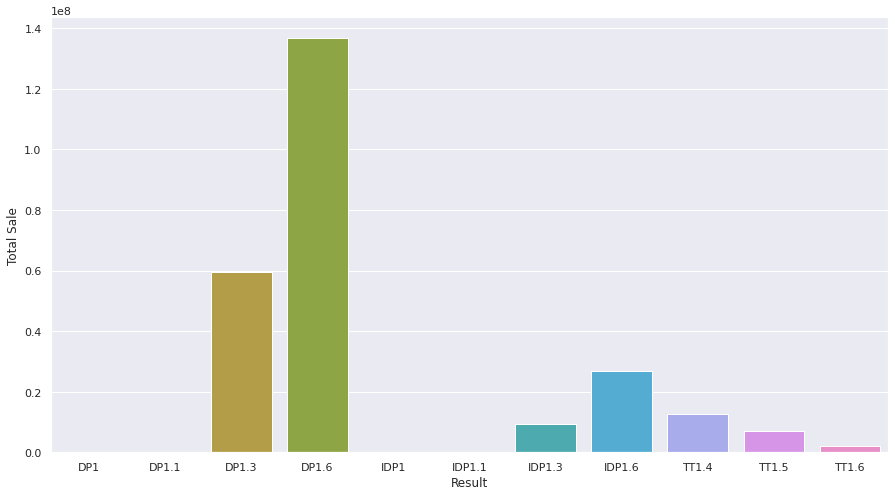 1e8
1.4
1.2
1.0
0.8
0.6
0.4
0.2
0.0
Total Sale
DP1 DP1.1 DP1.3 DP1.6 IDP1 IDP1.1 IDP1.3 IDP1.6 TT1.4 TT1.5 TT1.6
Result